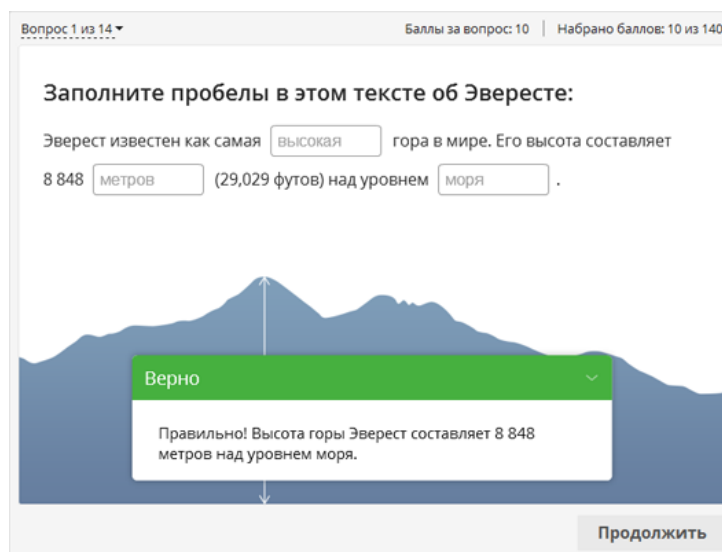 Вопрос 1 из 14
Баллы за вопрос: 10 | Набрано баллов: 10 из 140
Заполните пробелы в этом тексте об Эвересте:
Эверест известен как самая высокая гора в мире. Его высота составляет
8 848 метров (29,029 футов) над уровнем моря .
Верно
Правильно! Высота горы Эверест составляет 8 848
метров над уровнем моря.
Продолжить